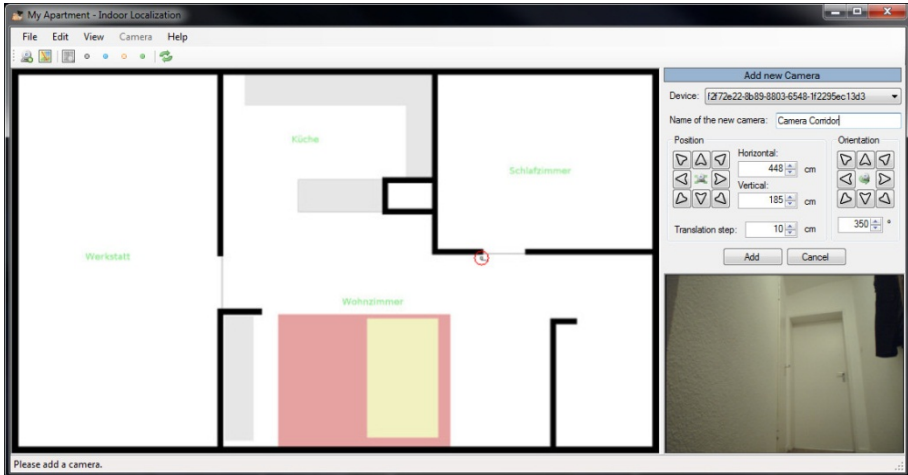 My Apartment - Indoor Localization
File Edit View Camera Help
Küche
Schlafzimmer
Werkstatt
Wohnzimmer
Add new Camera
Device: f2f72e22-8b89-8803-6548-1f2295ec13d3
Name of the new camera: Camera Corridor
Position Orientation
Horizontal:
448 cm
Vertical:
185 cm
Translation step: 10 cm 350 °
Add Cancel
Please add a camera.